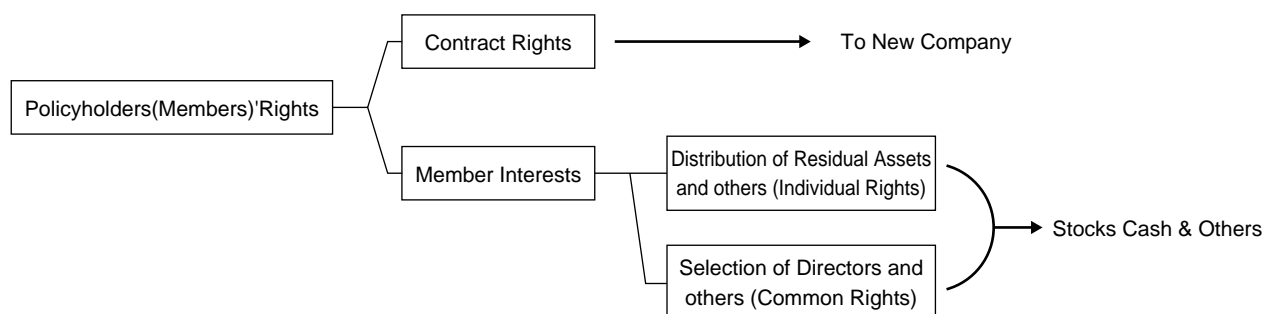 Contract Rights
To New Company
Policyholders(Members)'Rights
Member Interests
Distribution of Residual Assets
and others (Individual Rights)
Stocks Cash & Others
Selection of Directors and
others (Common Rights)